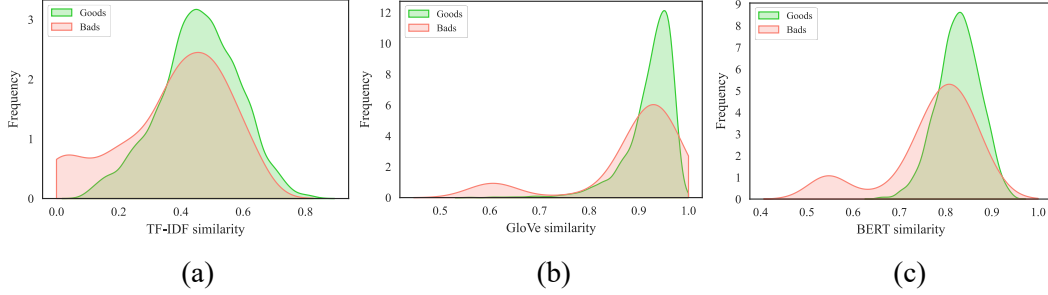 Goods
Bads
Frequency
3
2
1
0
0.0 0.2 0.4 0.6 0.8
TF-IDF similarity
(a)
Goods
Bads
Frequency
12
10
8
6
4
2
0
0.5 0.6 0.7 0.8 0.9 1.0
GloVe similarity
(b)
Goods
Bads
Frequency
9
8
7
6
5
4
3
2
1
0
0.4 0.5 0.6 0.7 0.8 0.9 1.0
BERT similarity
(c)